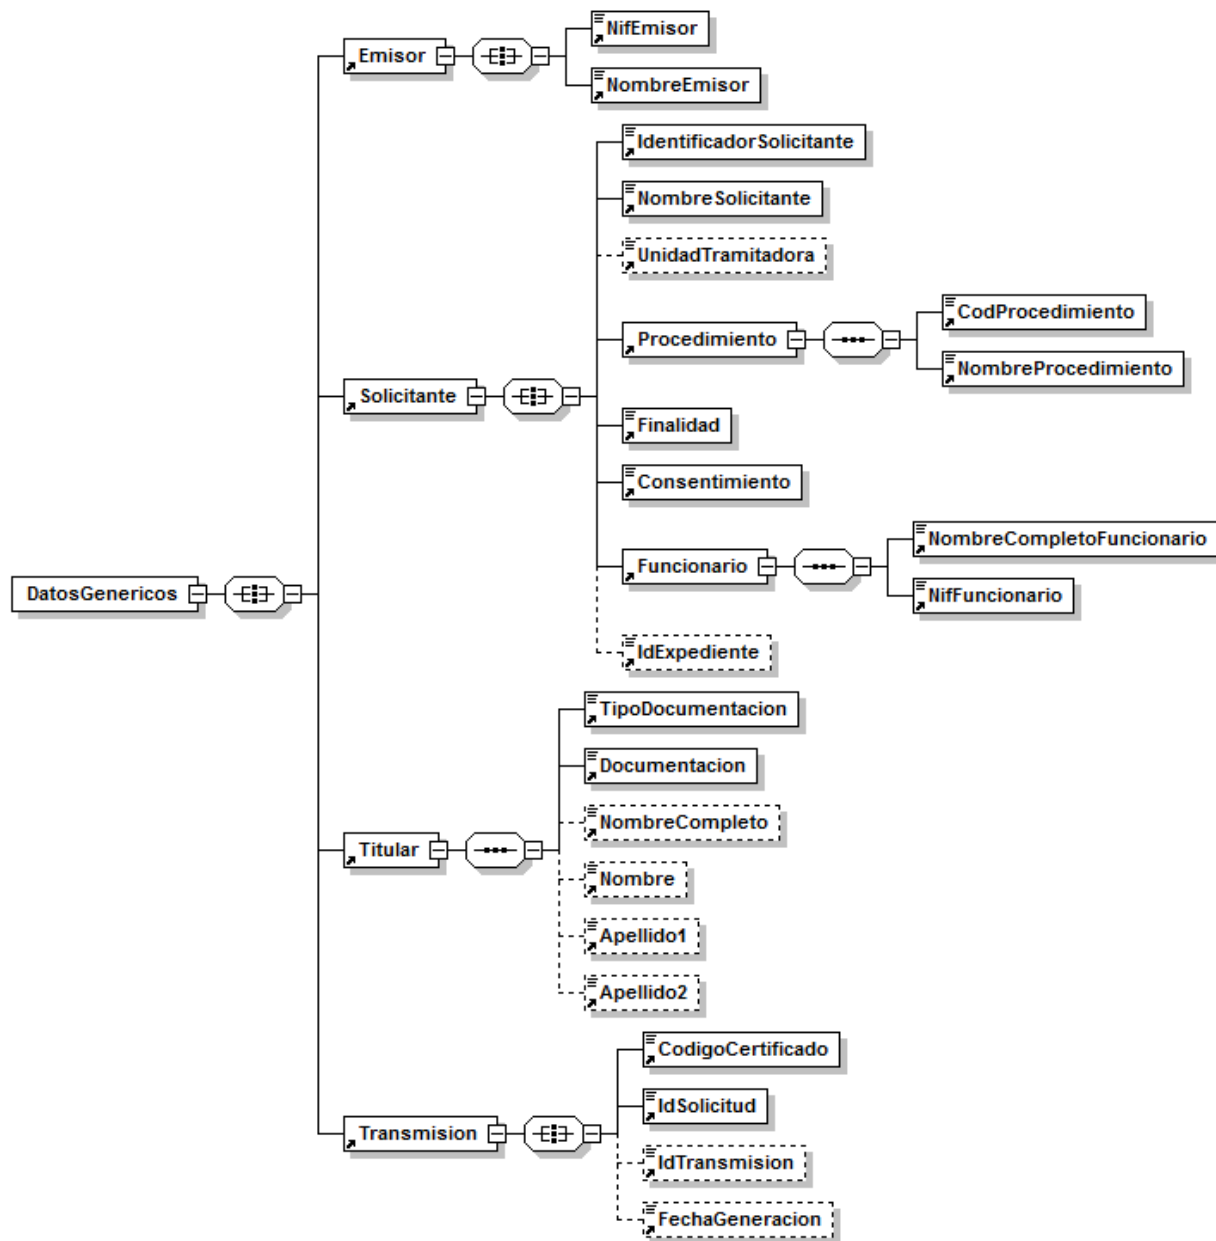 NifEmisor
Emisor
NombreEmisor
IdentificadorSolicitante
NombreSolicitante
UnidadTramitadora
CodProcedimiento
Procedimiento
NombreProcedimiento
Solicitante
Finalidad
Consentimiento
NombreCompletoFuncionario
Funcionario
DatosGenericos
NifFuncionario
IdExpediente
TipoDocumentacion
Documentacion
NombreCompleto
Titular
Nombre
Apellido1
Apellido2
CodigoCertificado
IdSolicitud
Transmision
IdTransmision
FechaGeneracion